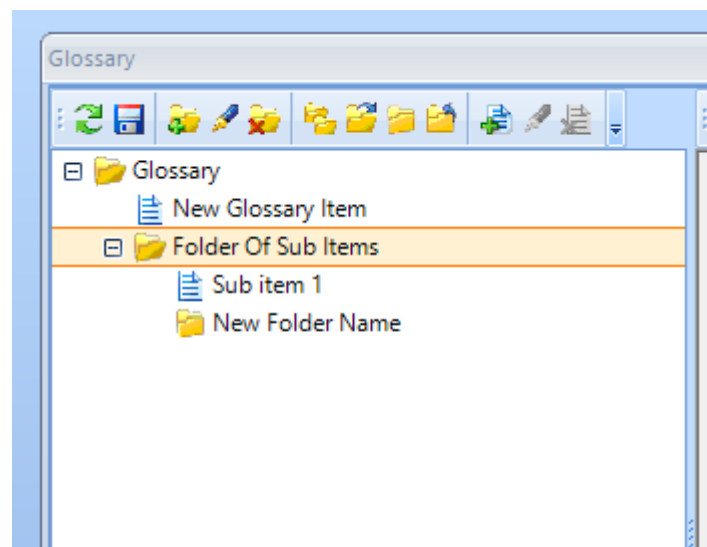 Glossary
Glossary
New Glossary Item
Folder Of Sub Items
Sub item 1
New Folder Name